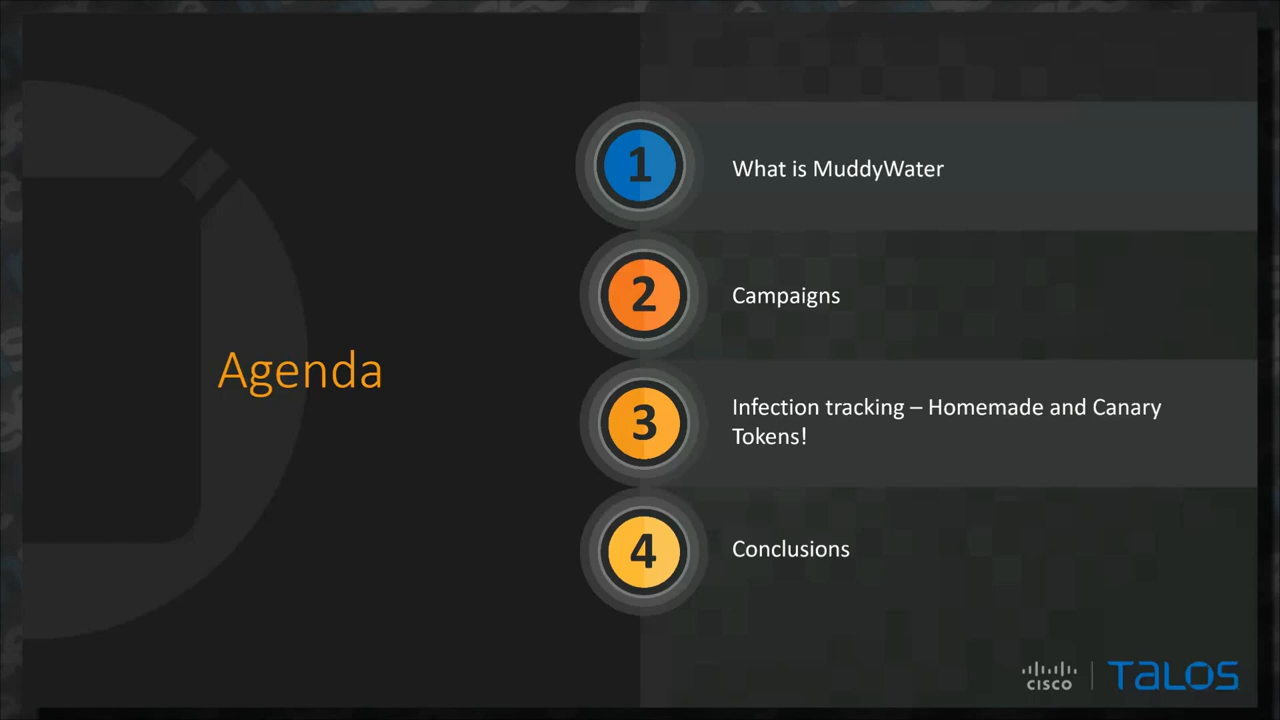 Agenda
1
What is MuddyWater
2
Campaigns
3
Infection tracking – Homemade and Canary
Tokens!
4
Conclusions
CISCO
TALOS